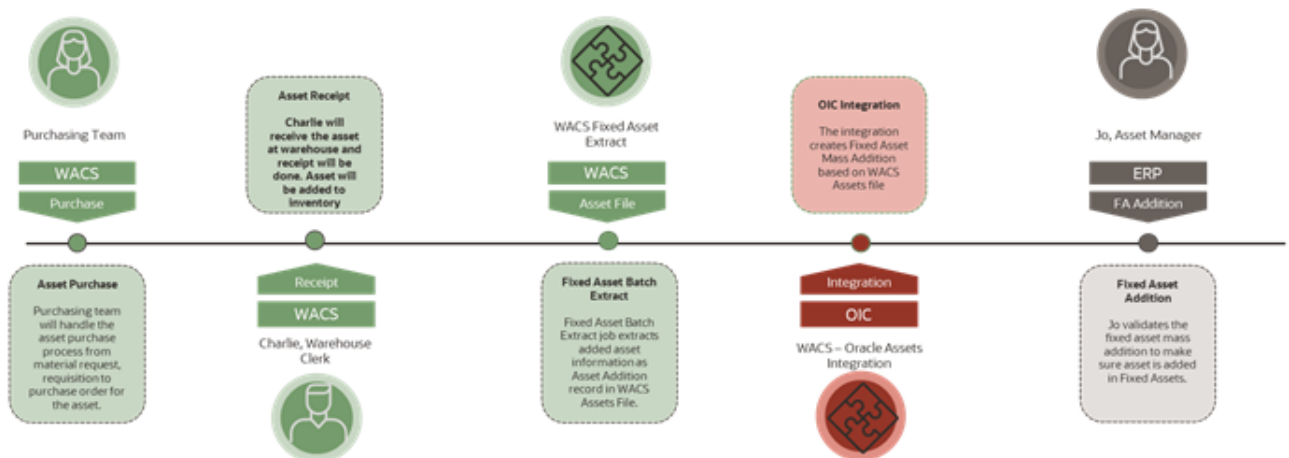 Purchasing Team
WACS
Purchase
Asset Purchase
Purchasing team
will handle the
asset purchase
process from
material request,
requisition to
purchase order for
the asset.
Asset Receipt
Charlie will
receive the asset
at warehouse and
receipt will be
done. Asset will
be added to
inventory
Receipt
WACS
Charlie, Warehouse
Clerk
WACS Fixed Asset
Extract
WACS
Asset File
Fixed Asset Batch
Extract
Fixed Asset Batch
Extract job extracts
added asset
information as
Asset Addition
record in WACS
Assets File.
OIC Integration
The integration
creates Fixed Asset
Mass Addition
based on WACS
Assets file
Integration
OIC
WACS – Oracle Assets
Integration
Jo, Asset Manager
ERP
FA Addition
Fixed Asset
Addition
Jo validates the
fixed asset mass
addition to make
sure asset is added
in Fixed Assets.